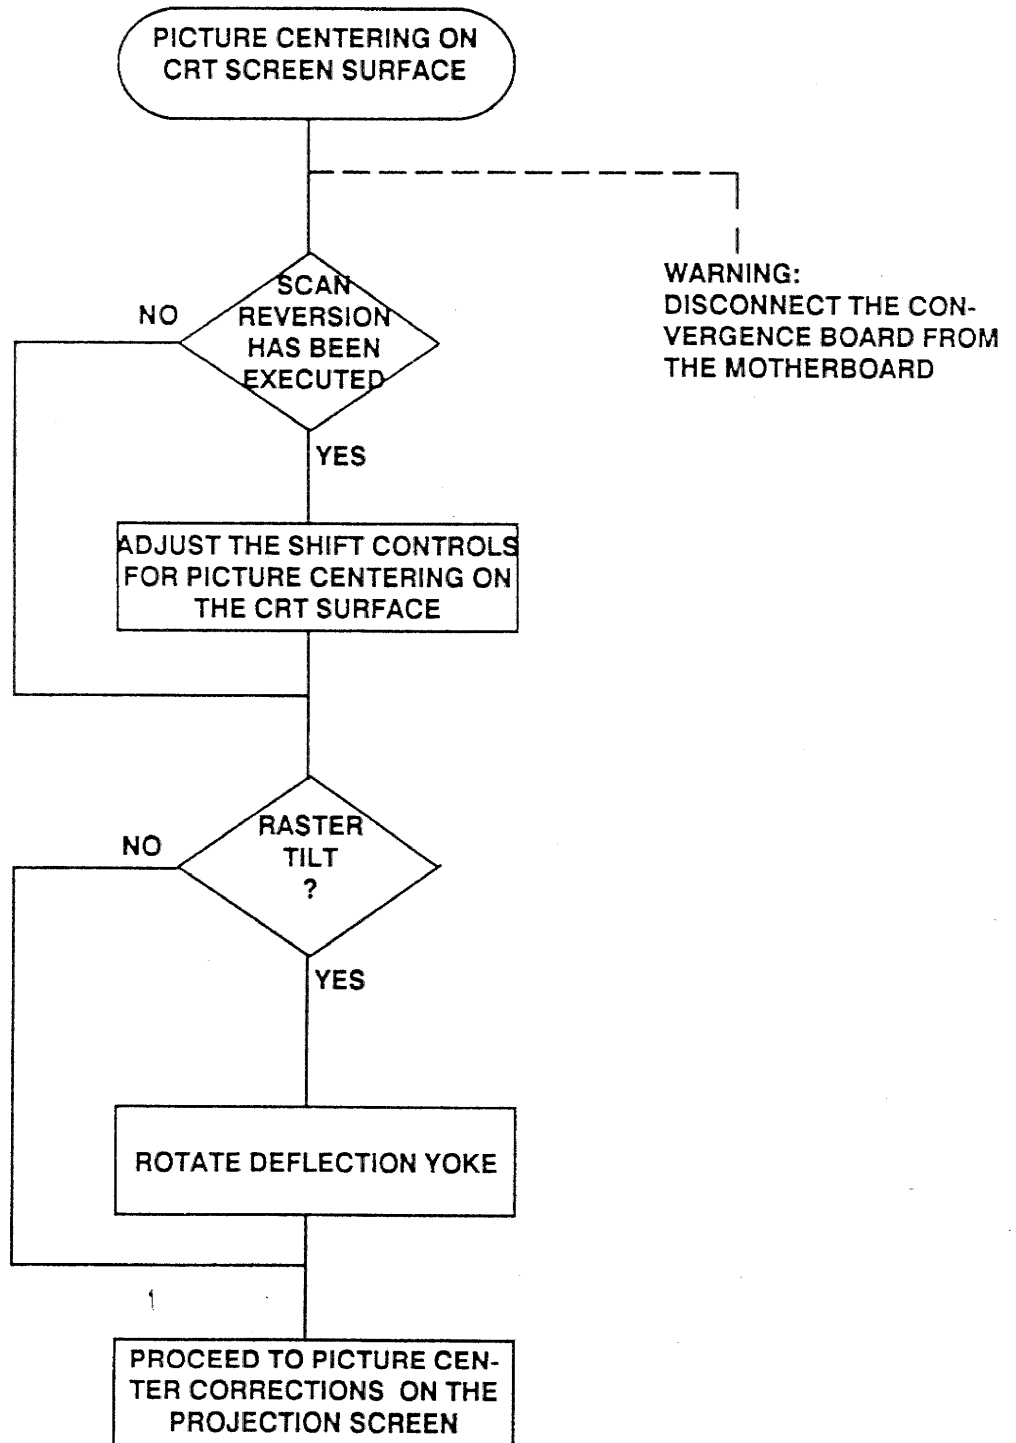 PICTURE CENTERING ON
CRT SCREEN SURFACE
WARNING:
DISCONNECT THE CON-
VERGENCE BOARD FROM
THE MOTHERBOARD
SCAN
REVERSION
HAS BEEN
EXECUTED
NO
YES
ADJUST THE SHIFT CONTROLS
FOR PICTURE CENTERING ON
THE CRT SURFACE
RASTER
TILT
?
NO
YES
ROTATE DEFLECTION YOKE
PROCEED TO PICTURE CEN-
TER CORRECTIONS ON THE
PROJECTION SCREEN